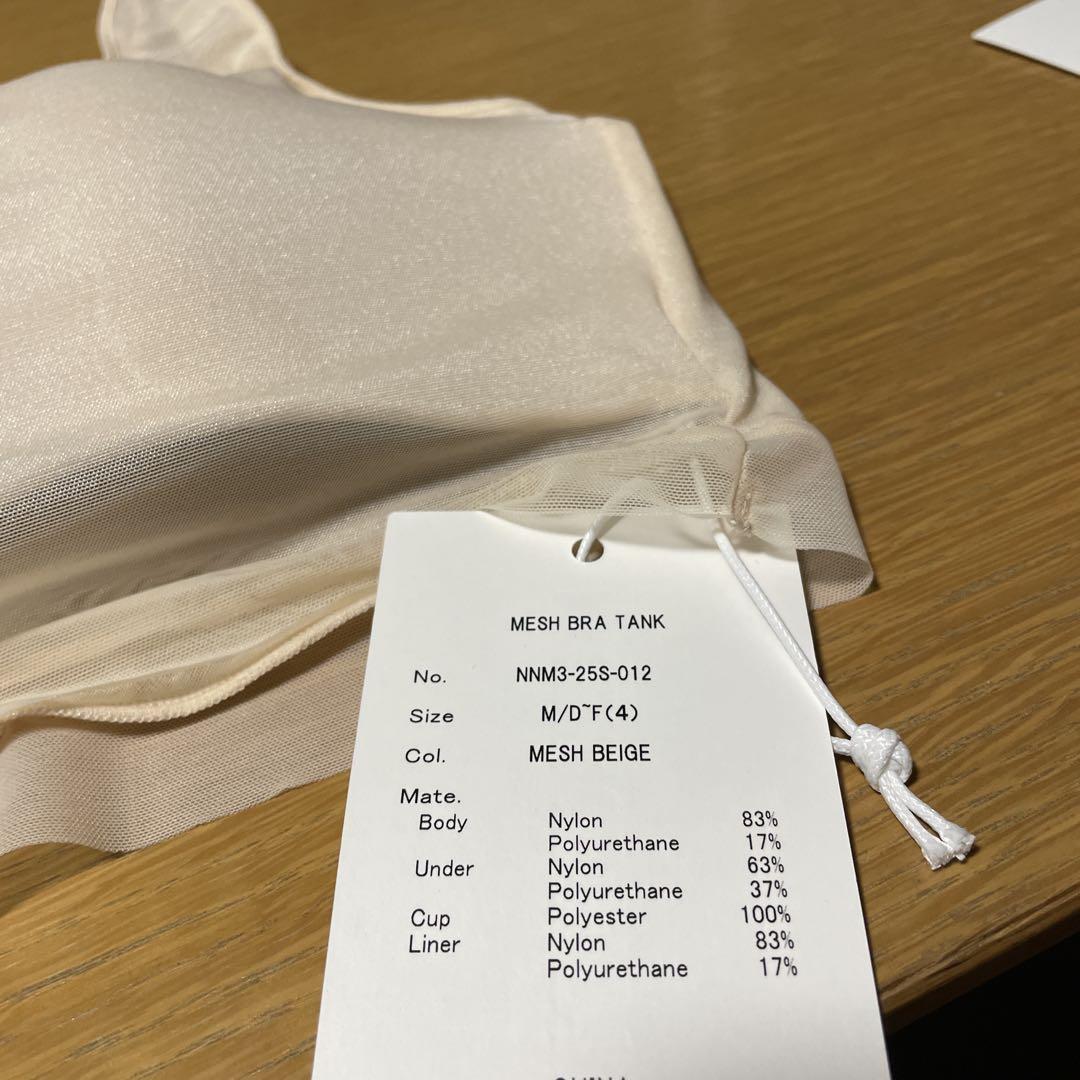 MESH BRA TANK
No. NNM3-25S-012
Size M/D~F(4)
Col. MESH BEIGE
Mate.
Body Nylon 83%
Polyurethane 17%
Under Nylon 63%
Polyurethane 37%
Cup Polyester 100%
Liner Nylon 83%
Polyurethane 17%